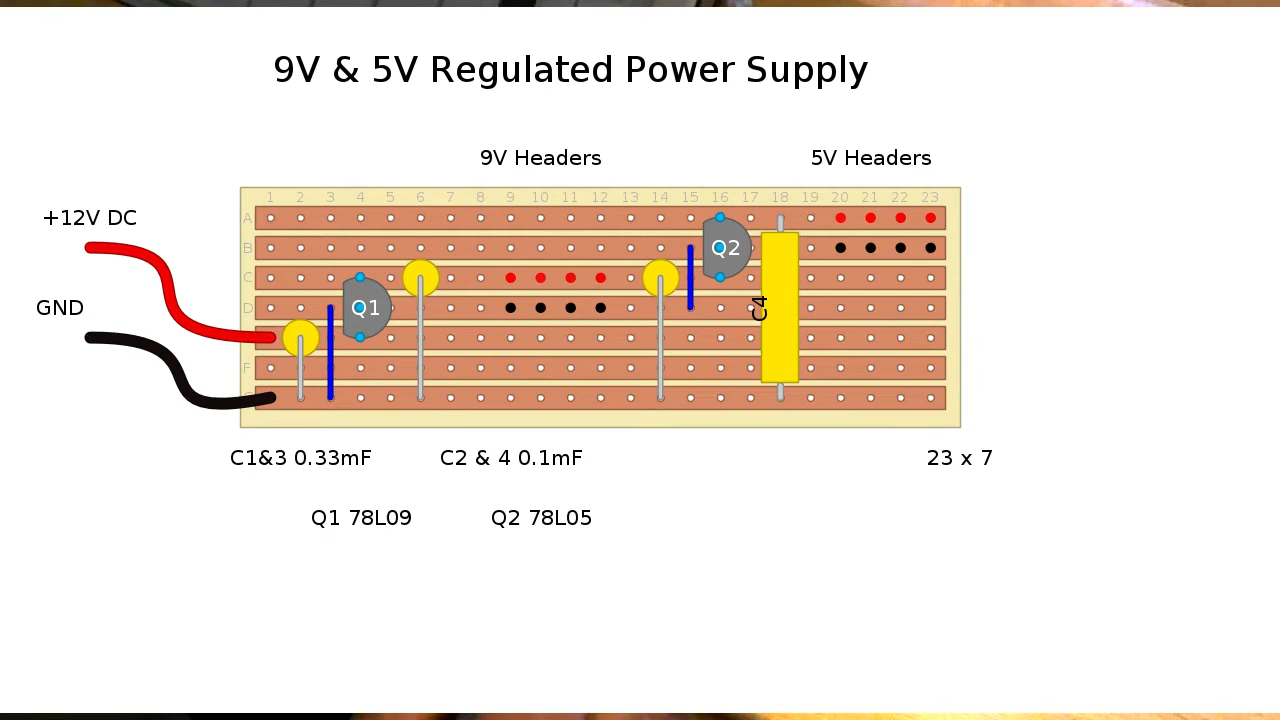 9V & 5V Regulated Power Supply
9V Headers
5V Headers
+12V DC
GND
1 2 3 4 5 6 7 8 9 10 11 12 13 14 15 16 17 18 19 20 21 22 23
A
B
C
D
F
Q1
Q2
C4
C1&3 0.33mF
C2 & 4 0.1mF
23 x 7
Q1 78L09
Q2 78L05